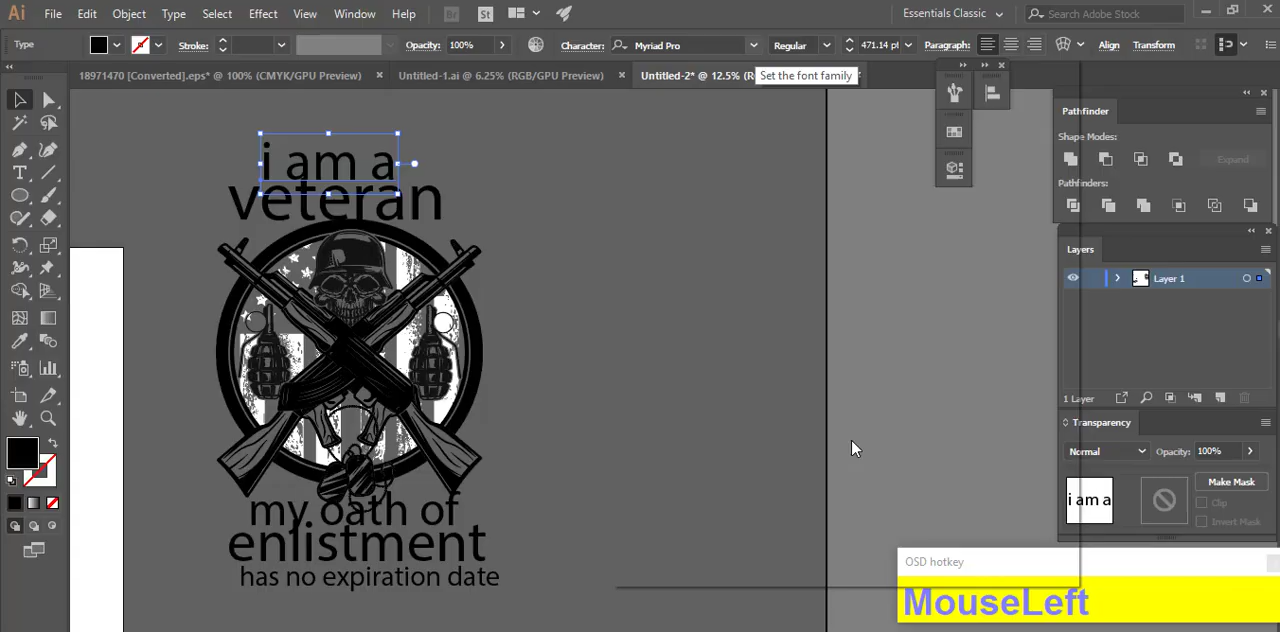 Ai File Edit Object Type Select Effect View Window Help Br St Essentials Classic Search Adobe Stock
Type Stroke: Opacity: 100% Character: Myriad Pro Regular 471.14 pt Paragraph: Align Transform
18971470 [Converted].eps* @ 100% (CMYK/GPU Preview) Untitled-1.ai @ 6.25% (RGB/GPU Preview) Untitled-2* @ 12.5%
Set the font family
Pathfinder
Shape Modes:
Expand
Pathfinders:
Layers
Layer 1
1 Layer
Transparency
Normal Opacity: 100%
Make Mask
i am a
Clip
Invert Mask
i am a
veteran
my oath of
enlistment
has no expiration date
OSD hotkey
MouseLeft